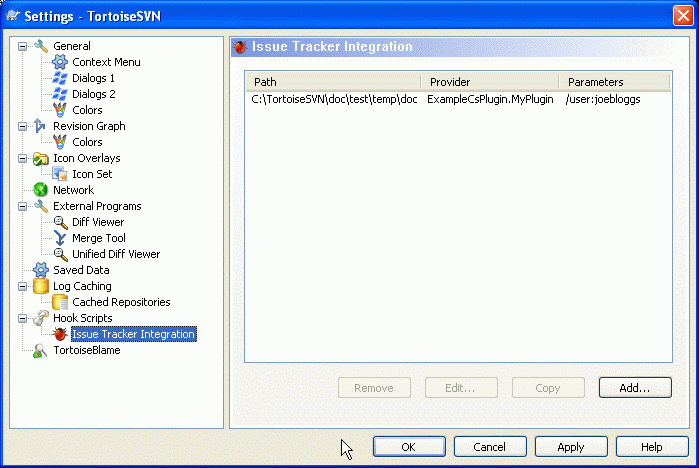 Settings - TortoiseSVN
General
Context Menu
Dialogs 1
Dialogs 2
Colors
Revision Graph
Colors
Icon Overlays
Icon Set
Network
External Programs
Diff Viewer
Merge Tool
Unified Diff Viewer
Saved Data
Log Caching
Cached Repositories
Hook Scripts
Issue Tracker Integration
TortoiseBlame
Issue Tracker Integration
Path Provider Parameters
C:\TortoiseSVN\doc\test\temp\doc ExampleCsPlugin.MyPlugin /user:joebloggs
Remove Edit... Copy Add...
OK Cancel Apply Help